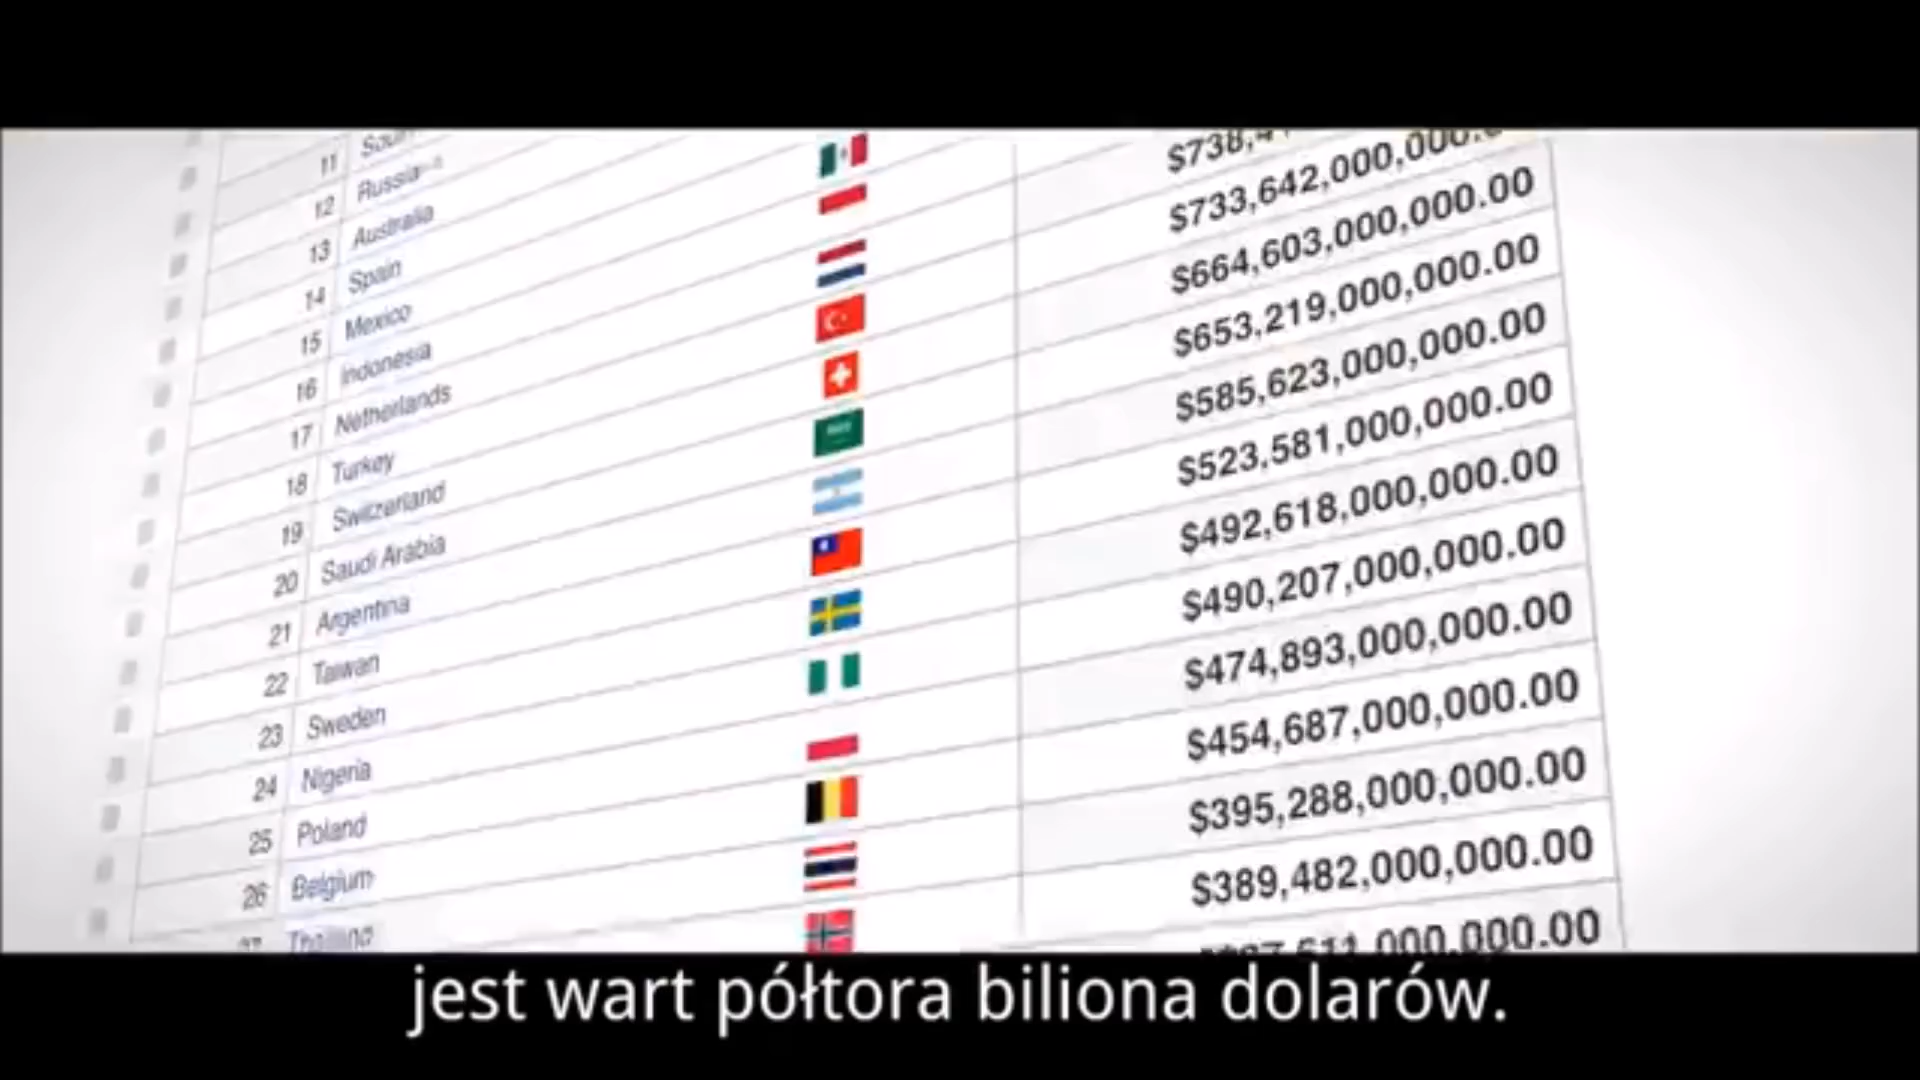 12 Russia
13 Australia
14 Spain
15 Mexico
16 Indonesia
17 Netherlands
18 Turkey $733,642,000,000.00
19 Switzerland $664,603,000,000.00
20 Saudi Arabia $653,219,000,000.00
21 Argentina $585,623,000,000.00
22 Taiwan $523.581,000,000.00
23 Sweden $492,618,000,000.00
24 Nigeria $490,207,000,000.00
25 Poland $474,893,000,000.00
26 Belgium $454,687,000,000.00
$395,288,000,000.00
$389,482,000,000.00
jest wart półtora biliona dolarów.